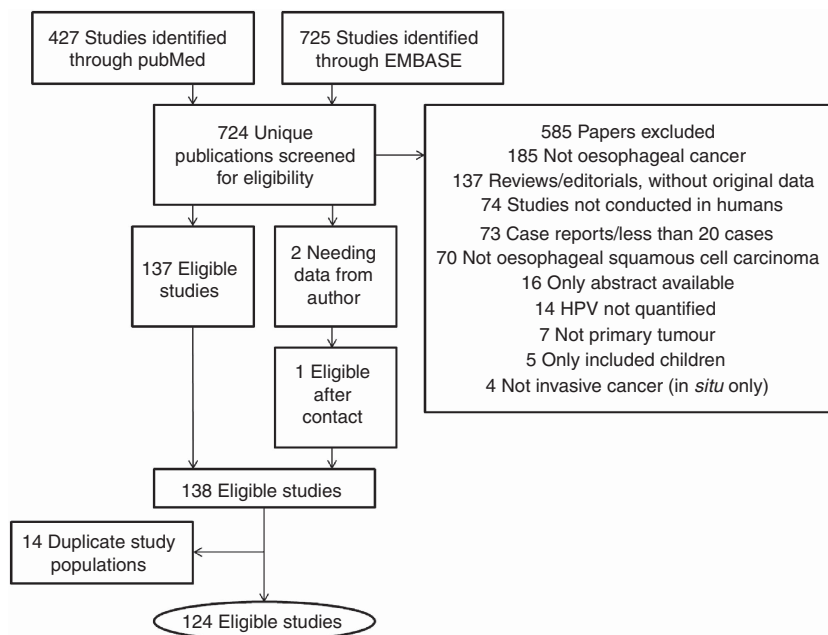 427 Studies identified
through pubMed
725 Studies identified
through EMBASE
724 Unique
publications screened
for eligibility
585 Papers excluded
185 Not oesophageal cancer
137 Reviews/editorials, without original data
74 Studies not conducted in humans
73 Case reports/less than 20 cases
70 Not oesophageal squamous cell carcinoma
16 Only abstract available
14 HPV not quantified
7 Not primary tumour
5 Only included children
4 Not invasive cancer (in situ only)
137 Eligible
studies
2 Needing
data from
author
1 Eligible
after
contact
138 Eligible studies
14 Duplicate study
populations
124 Eligible studies